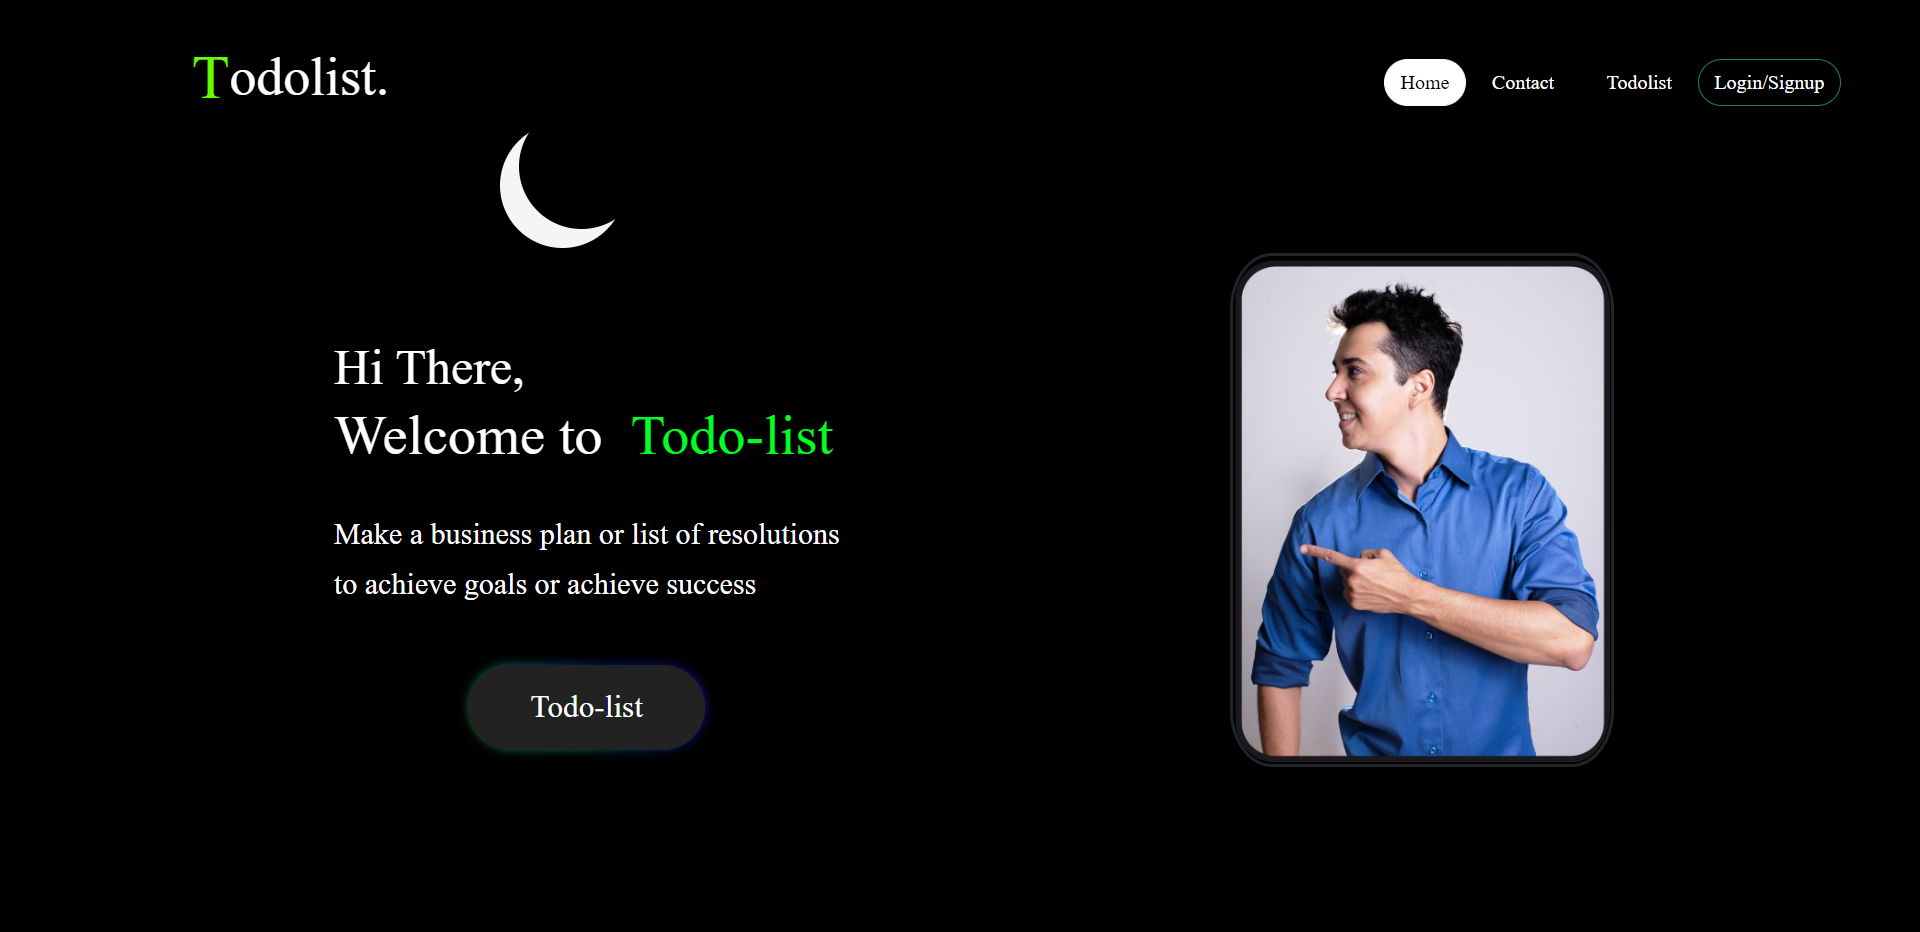 Todolist.
Home Contact Todolist Login/Signup
Hi There,
Welcome to Todo-list
Make a business plan or list of resolutions
to achieve goals or achieve success
Todo-list